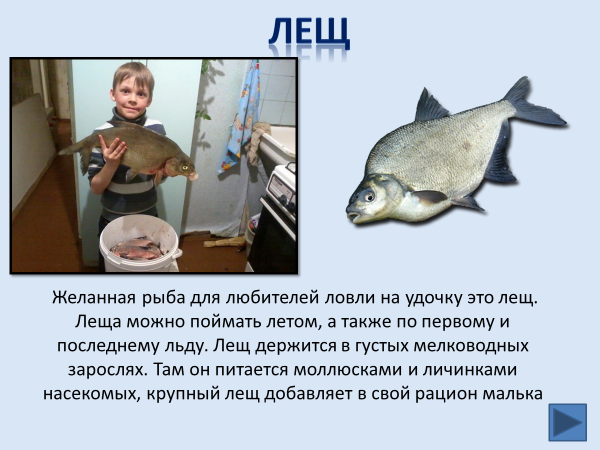 ЛЕЩ
Желанная рыба для любителей ловли на удочку это лещ.
Леща можно поймать летом, а также по первому и
последнему льду. Лещ держится в густых мелководных
зарослях. Там он питается моллюсками и личинками
насекомых, крупный лещ добавляет в свой рацион малька